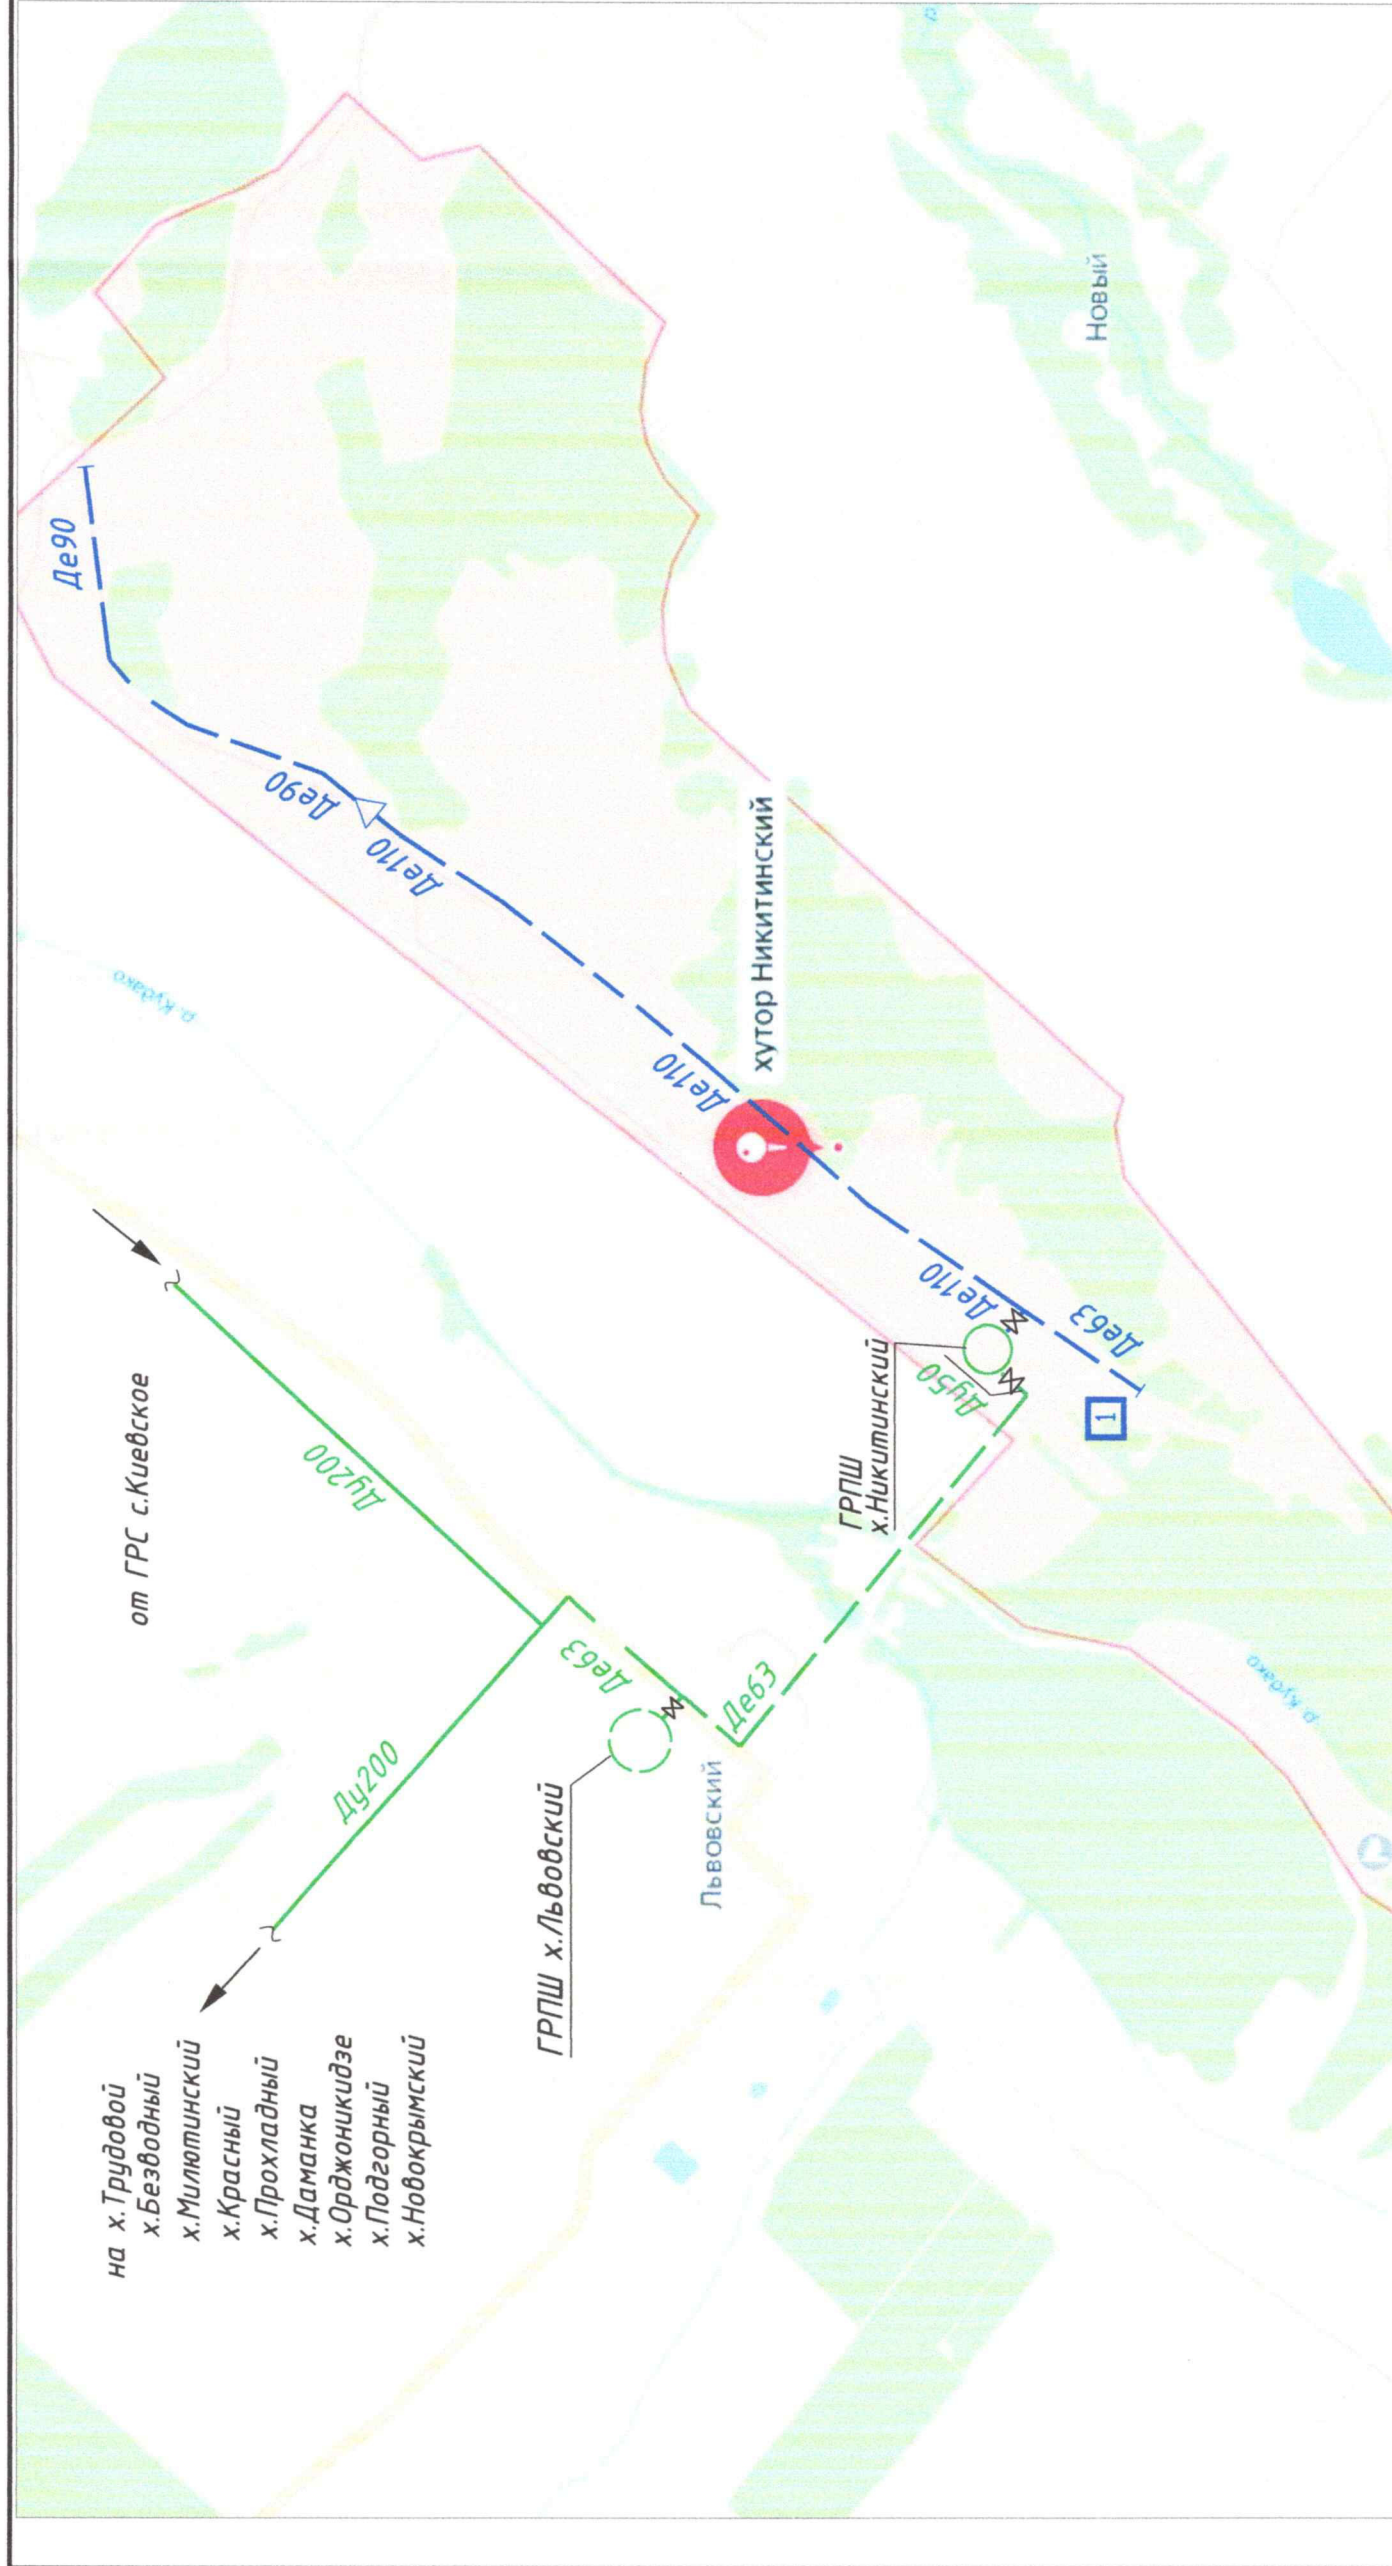 на х.Трудовой
х.Безводный
х.Милютинский
х.Красный
х.Прохладный
х.Даманка
х.Орджоникидзе
х.Подгорный
х.Новокрымский
от ГРС с.Киевское
Ду200
Ду200
Де63
ГРПШ х.Львовский
Львовский
Де63
ГРПШ
х.Никитинский
Ду50
Де110
Де63
1
Де110
хутор Никитинский
Де110
Де90
Де90
р. Кудако
р. Кудако
Новый